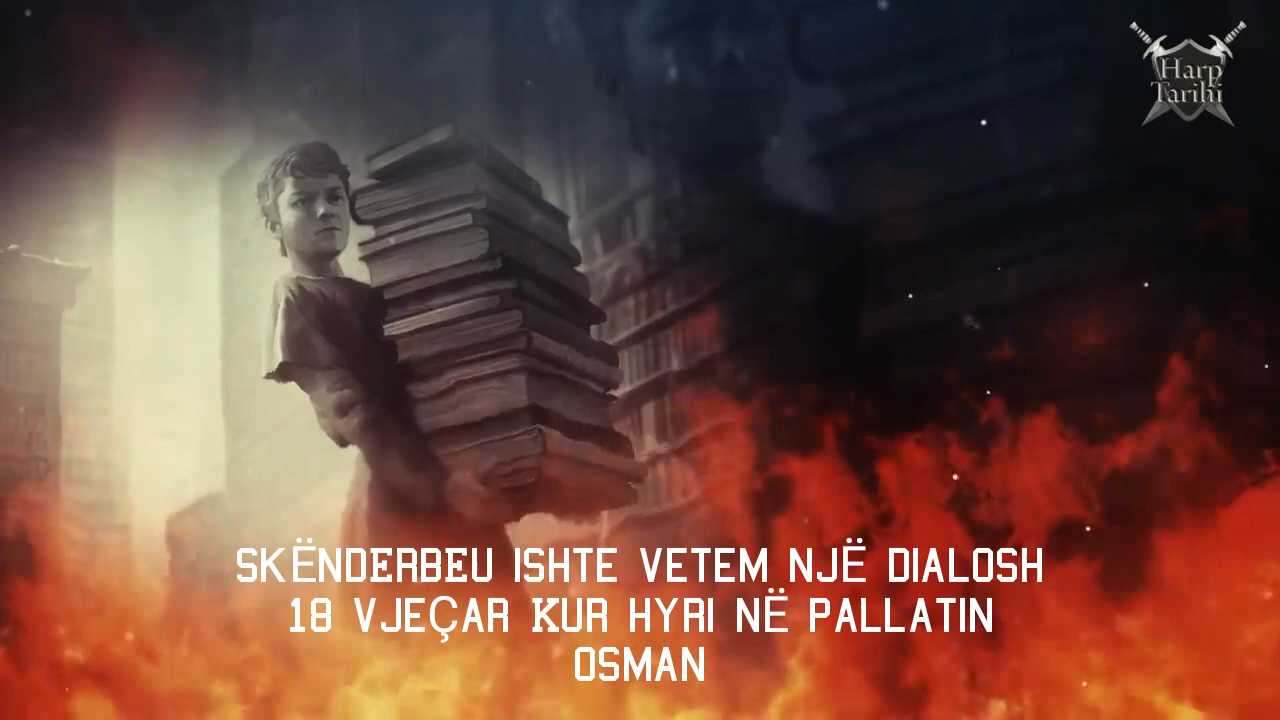 Harp
Tarihi
SKËNDERBEU ISHTE VETEM NJË DIALOSH
18 VJEÇAR KUR HYRI NË PALLATIN
OSMAN